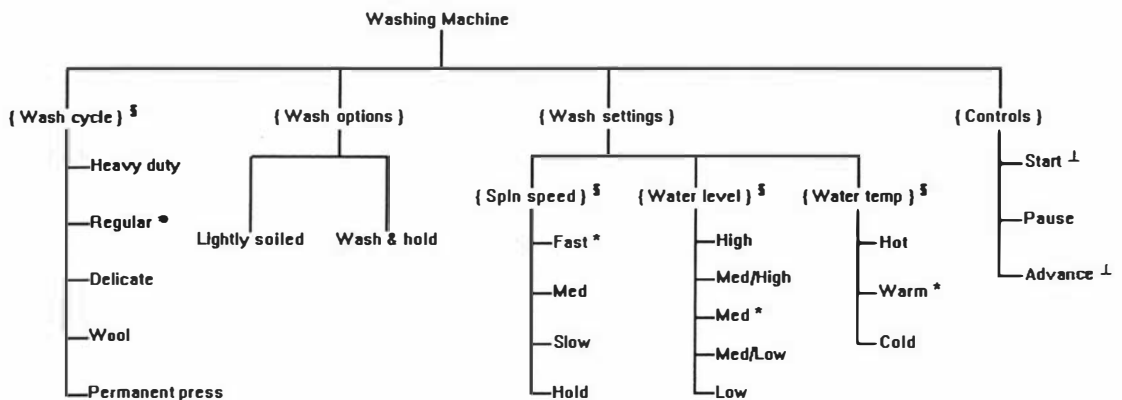 Washing Machine
{ Wash cycle } §
{ Wash options }
{ Wash settings }
{ Controls }
Heavy duty
Regular *
Delicate
Wool
Permanent press
Lightly soiled
Wash & hold
{ Spin speed } §
Fast *
Med
Slow
Hold
{ Water level } §
High
Med/High
Med *
Med/Low
Low
{ Water temp } §
Hot
Warm *
Cold
Start ⊥
Pause
Advance ⊥